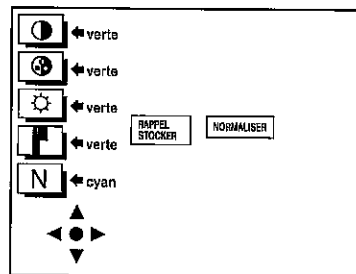 verte
verte
verte
RAPPEL
STOCKER
NORMALISER
verte
N
cyan